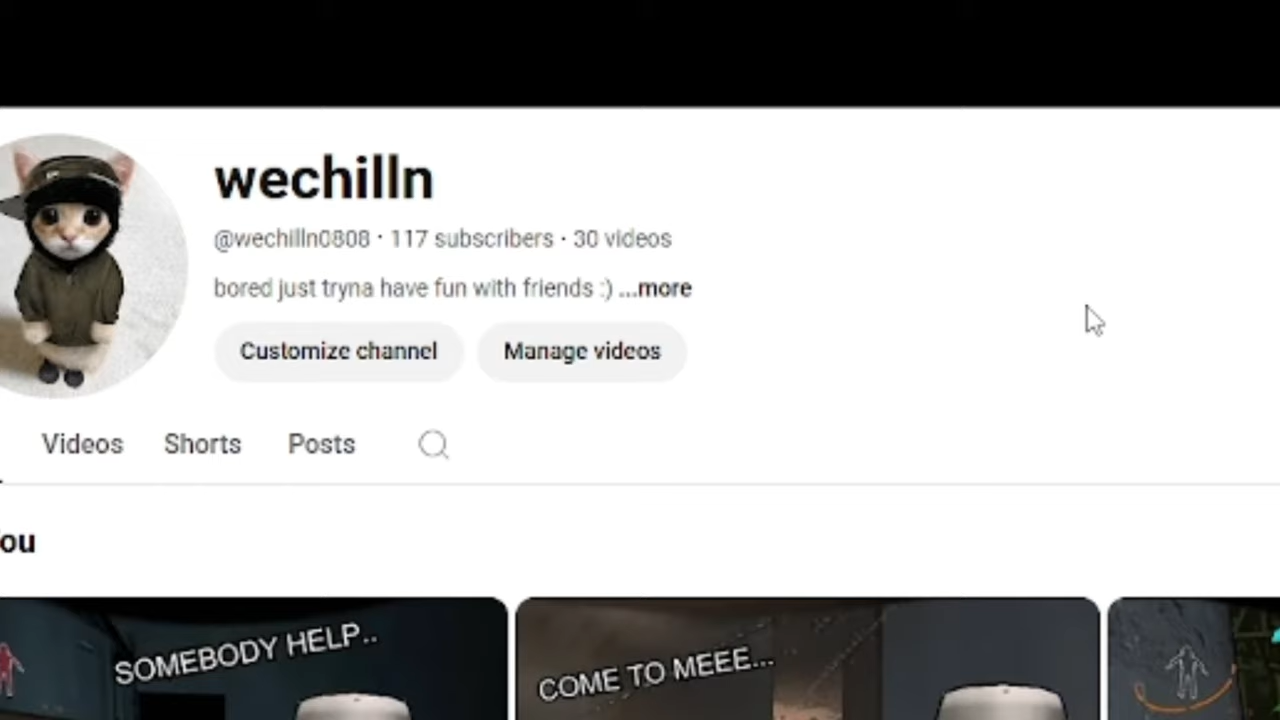 wechilln
@wechilln0808 · 117 subscribers · 30 videos
bored just tryna have fun with friends :) ...more
Customize channel Manage videos
Videos Shorts Posts
ou
SOMEBODY HELP.. COME TO MEEE...